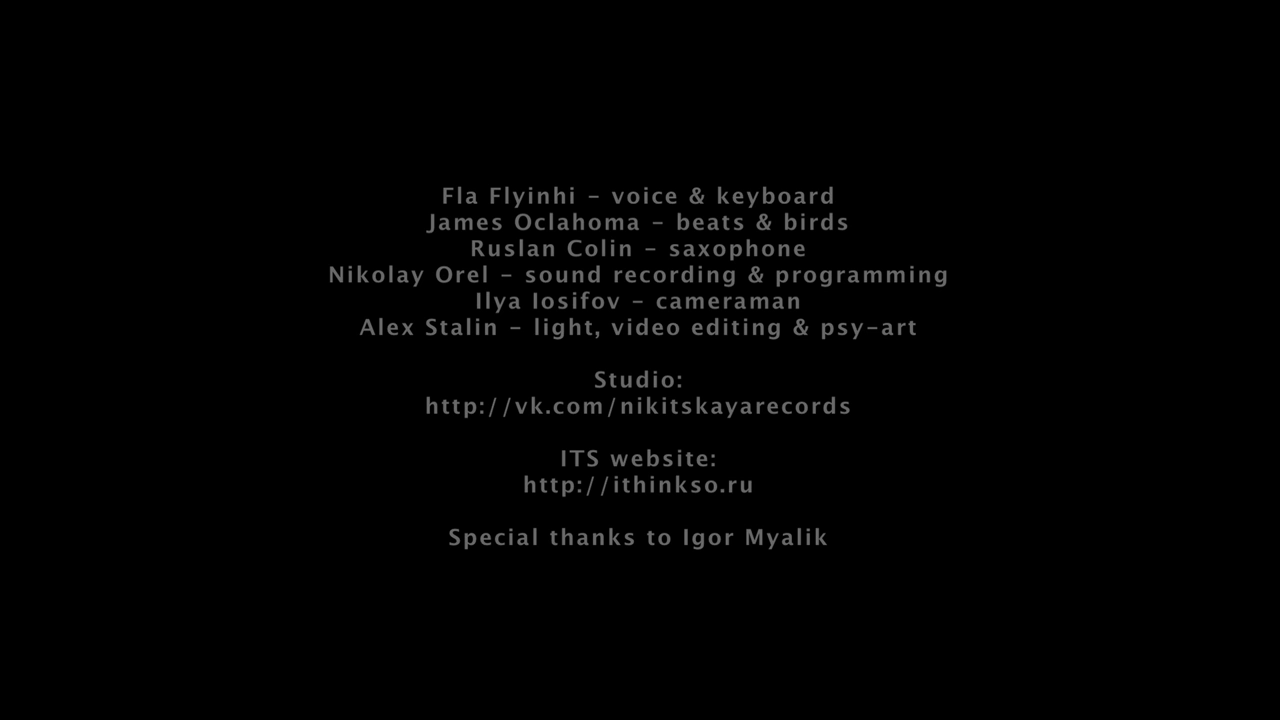 Fla Flyinhi – voice & keyboard
James Oclahoma – beats & birds
Ruslan Colin – saxophone
Nikolay Orel – sound recording & programming
Ilya Iosifov – cameraman
Alex Stalin – light, video editing & psy-art
Studio:
http://vk.com/nikitskayarecords
ITS website:
http://ithinkso.ru
Special thanks to Igor Myalik